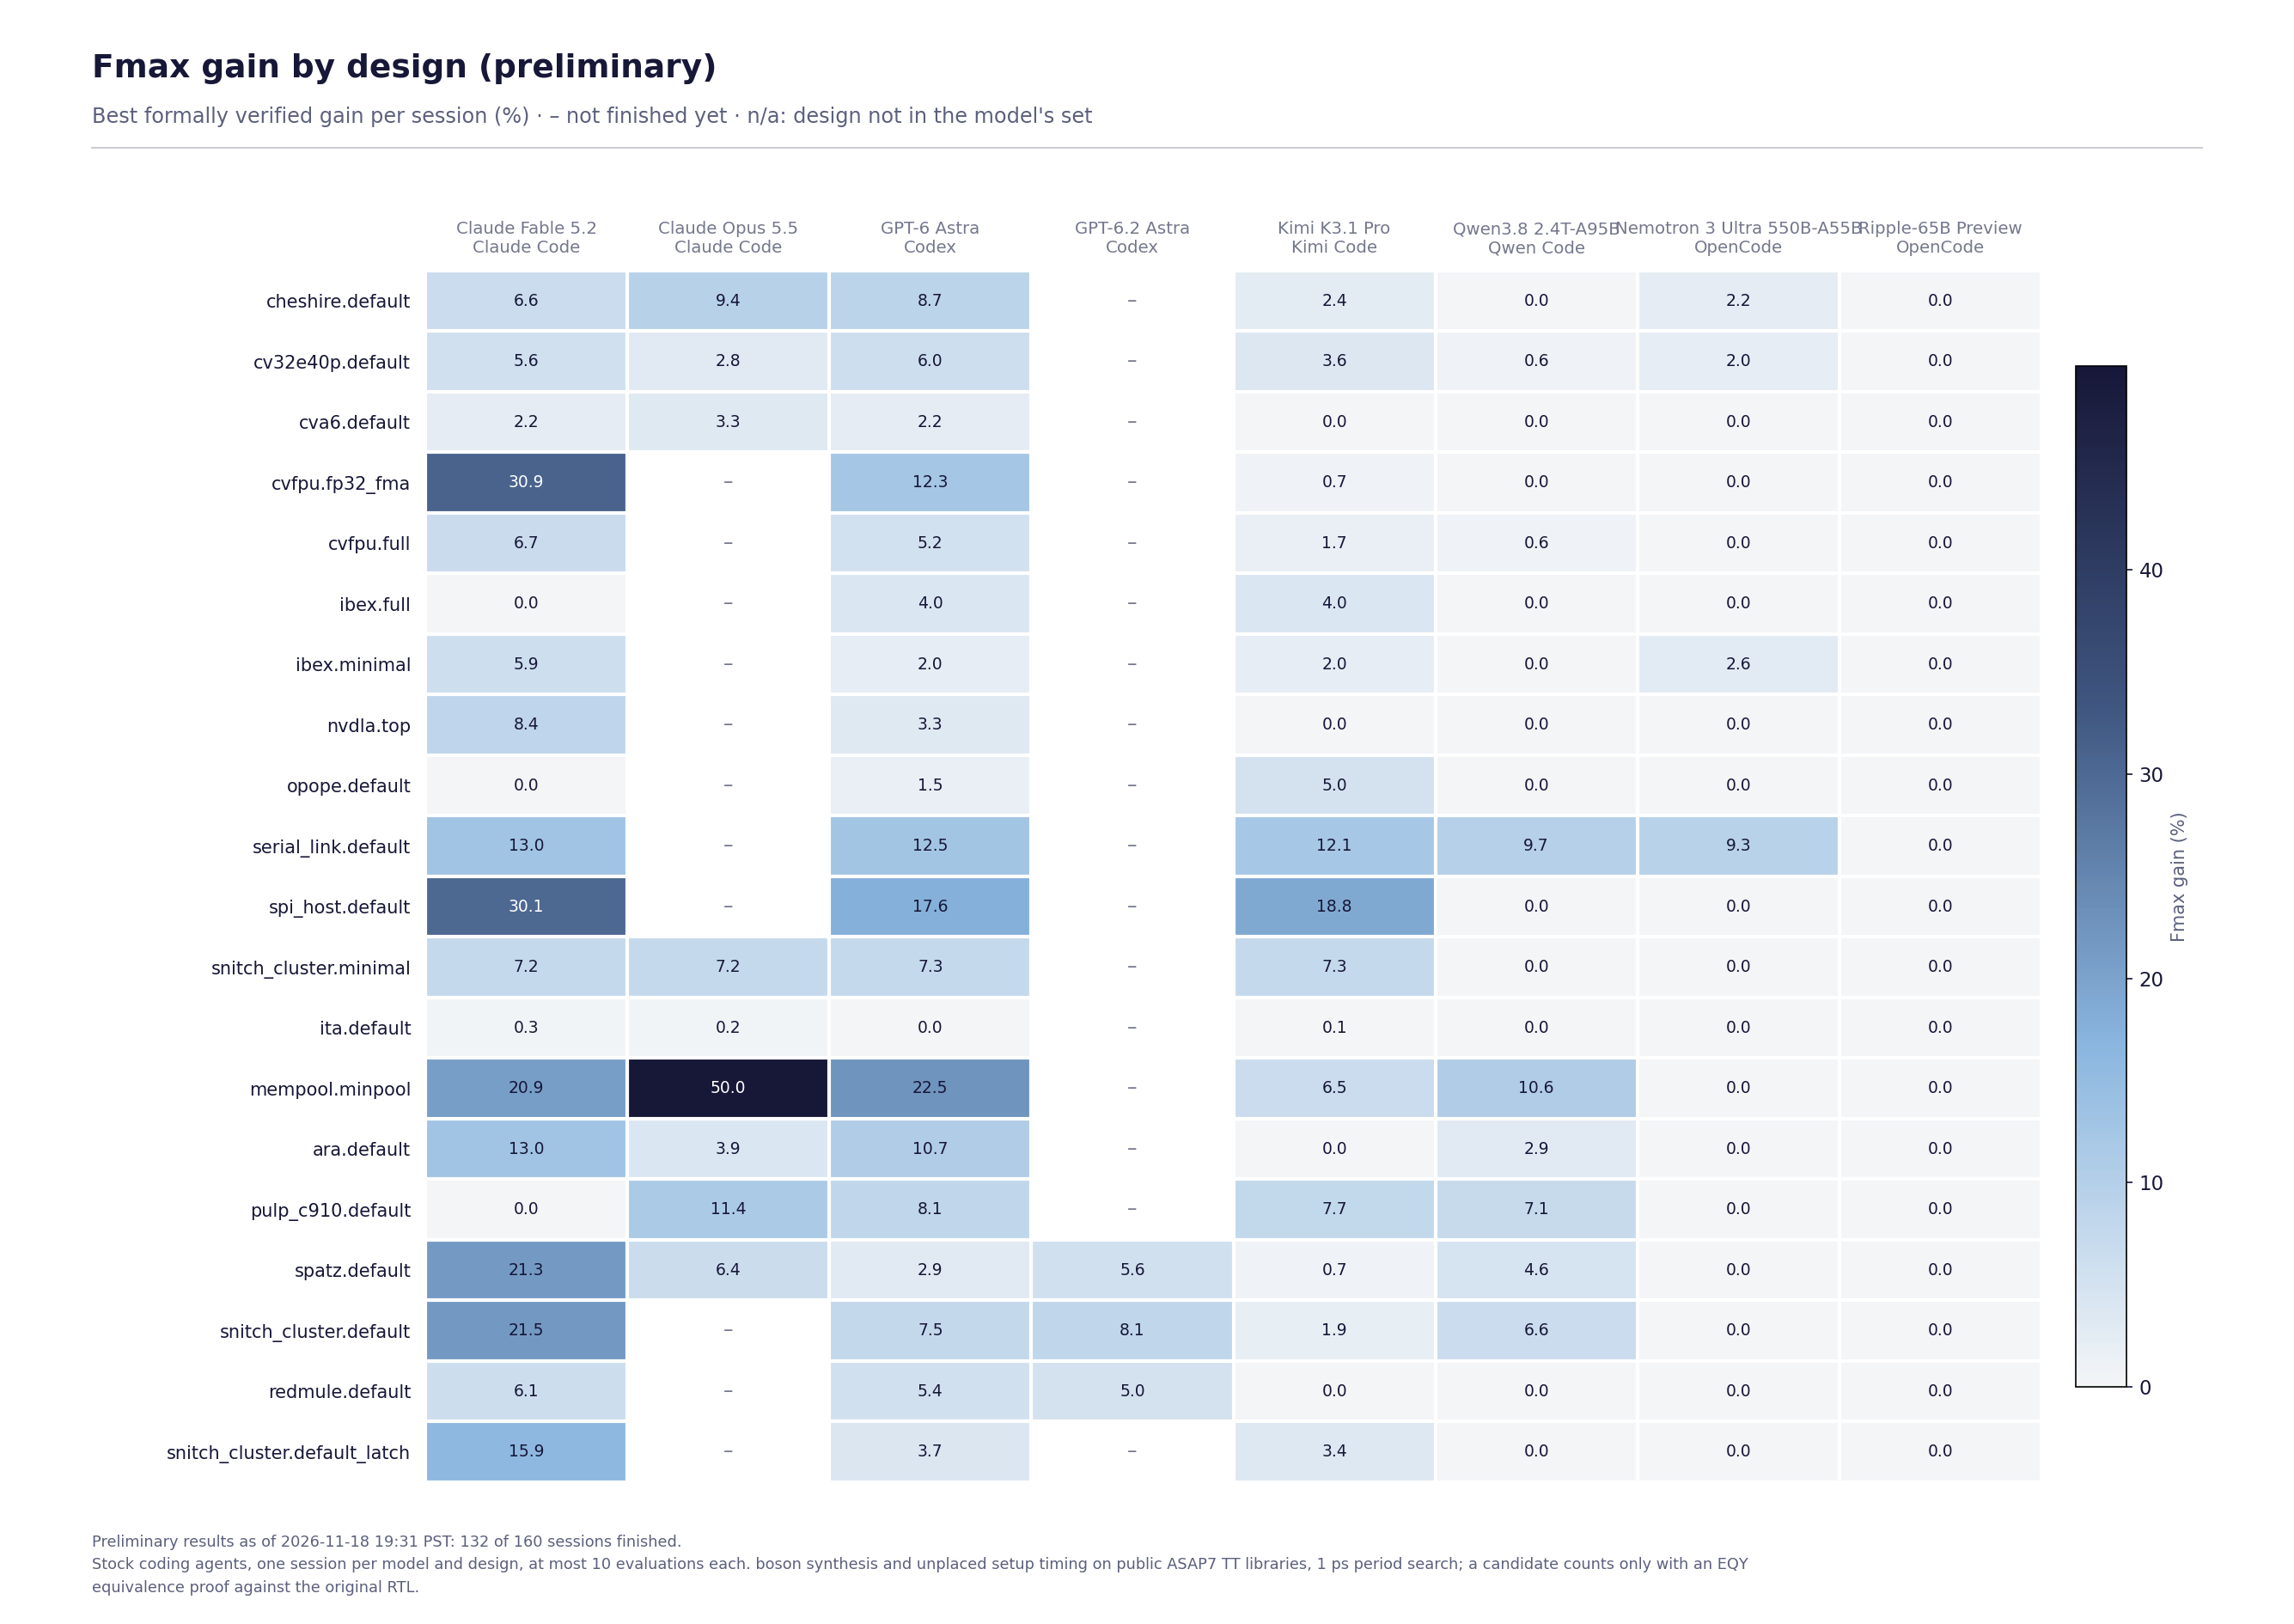 Fmax gain by design (preliminary)
Best formally verified gain per session (%) · – not finished yet · n/a: design not in the model's set
Claude Fable 5.2 Claude Opus 5.5 GPT-6 Astra GPT-6.2 Astra Kimi K3.1 Pro Qwen3.8 2.4T-A95B Nemotron 3 Ultra 550B-A55B Ripple-65B Preview
Claude Code Claude Code Codex Codex Kimi Code Qwen Code OpenCode OpenCode
cheshire.default 6.6 9.4 8.7 – 2.4 0.0 2.2 0.0
cv32e40p.default 5.6 2.8 6.0 – 3.6 0.6 2.0 0.0
cva6.default 2.2 3.3 2.2 – 0.0 0.0 0.0 0.0
cvfpu.fp32_fma 30.9 – 12.3 – 0.7 0.0 0.0 0.0
cvfpu.full 6.7 – 5.2 – 1.7 0.6 0.0 0.0
ibex.full 0.0 – 4.0 – 4.0 0.0 0.0 0.0
ibex.minimal 5.9 – 2.0 – 2.0 0.0 2.6 0.0
nvdla.top 8.4 – 3.3 – 0.0 0.0 0.0 0.0
opope.default 0.0 – 1.5 – 5.0 0.0 0.0 0.0
serial_link.default 13.0 – 12.5 – 12.1 9.7 9.3 0.0
spi_host.default 30.1 – 17.6 – 18.8 0.0 0.0 0.0
snitch_cluster.minimal 7.2 7.2 7.3 – 7.3 0.0 0.0 0.0
ita.default 0.3 0.2 0.0 – 0.1 0.0 0.0 0.0
mempool.minpool 20.9 50.0 22.5 – 6.5 10.6 0.0 0.0
ara.default 13.0 3.9 10.7 – 0.0 2.9 0.0 0.0
pulp_c910.default 0.0 11.4 8.1 – 7.7 7.1 0.0 0.0
spatz.default 21.3 6.4 2.9 5.6 0.7 4.6 0.0 0.0
snitch_cluster.default 21.5 – 7.5 8.1 1.9 6.6 0.0 0.0
redmule.default 6.1 – 5.4 5.0 0.0 0.0 0.0 0.0
snitch_cluster.default_latch 15.9 – 3.7 – 3.4 0.0 0.0 0.0
40
30
20
10
0
Fmax gain (%)
Preliminary results as of 2026-11-18 19:31 PST: 132 of 160 sessions finished.
Stock coding agents, one session per model and design, at most 10 evaluations each. boson synthesis and unplaced setup timing on public ASAP7 TT libraries, 1 ps period search; a candidate counts only with an EQY
equivalence proof against the original RTL.